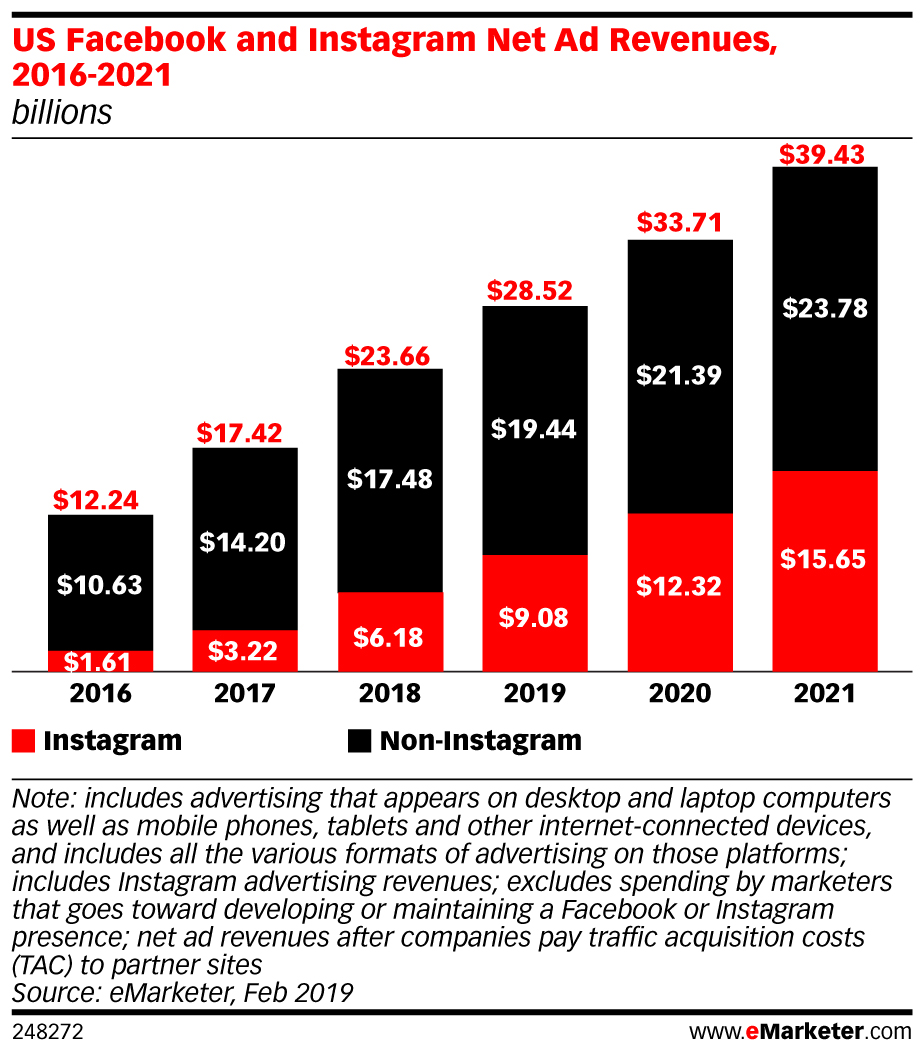 US Facebook and Instagram Net Ad Revenues,
2016-2021
billions
$39.43
$33.71
$28.52
$23.66
$17.42
$12.24
$23.78
$21.39
$19.44
$17.48
$14.20
$10.63
$15.65
$12.32
$9.08
$6.18
$3.22
$1.61
2016 2017 2018 2019 2020 2021
Instagram Non-Instagram
Note: includes advertising that appears on desktop and laptop computers
as well as mobile phones, tablets and other internet-connected devices,
and includes all the various formats of advertising on those platforms;
includes Instagram advertising revenues; excludes spending by marketers
that goes toward developing or maintaining a Facebook or Instagram
presence; net ad revenues after companies pay traffic acquisition costs
(TAC) to partner sites
Source: eMarketer, Feb 2019
248272 www.eMarketer.com